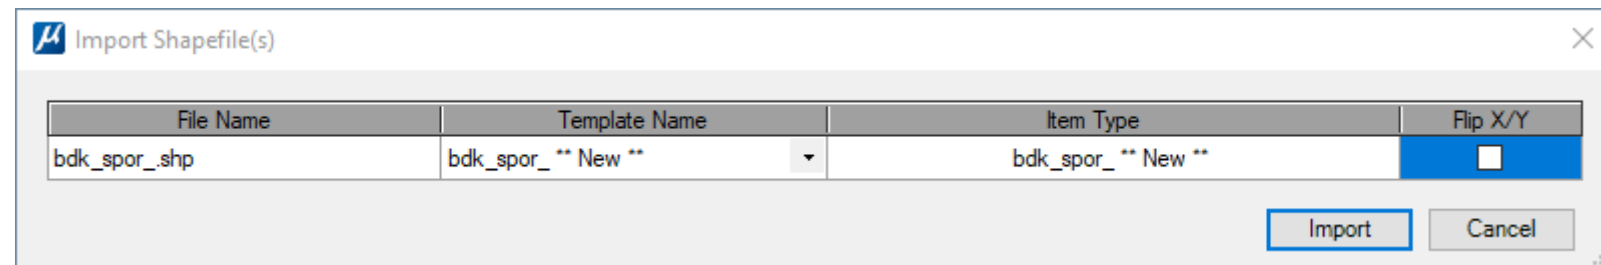 Import Shapefile(s)
File Name Template Name Item Type Flip X/Y
bdk_spor_.shp bdk_spor_ ** New ** bdk_spor_ ** New **
Import Cancel